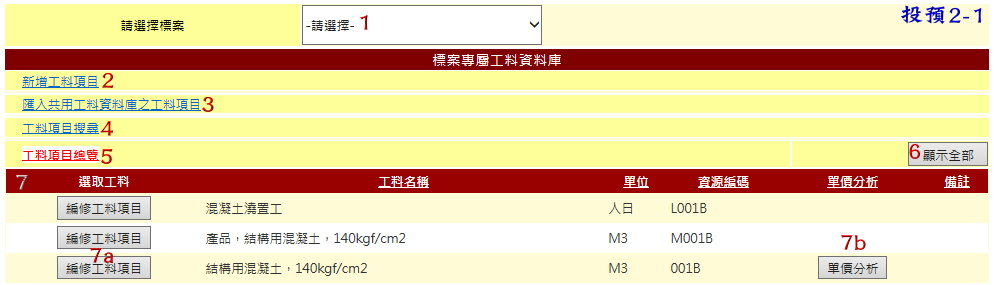 投預2-1
請選擇標案 -請選擇- 1
標案專屬工料資料庫
新增工料項目 2
匯入共用工料資料庫之工料項目 3
工料項目搜尋 4
工料項目總覽 5 6 顯示全部
7 選取工料 工料名稱 單位 資源編碼 單價分析 備註
編修工料項目 混凝土澆置工 人日 L001B
編修工料項目 產品，結構用混凝土，140kgf/cm2 M3 M001B
7a 7b
編修工料項目 結構用混凝土，140kgf/cm2 M3 001B 單價分析